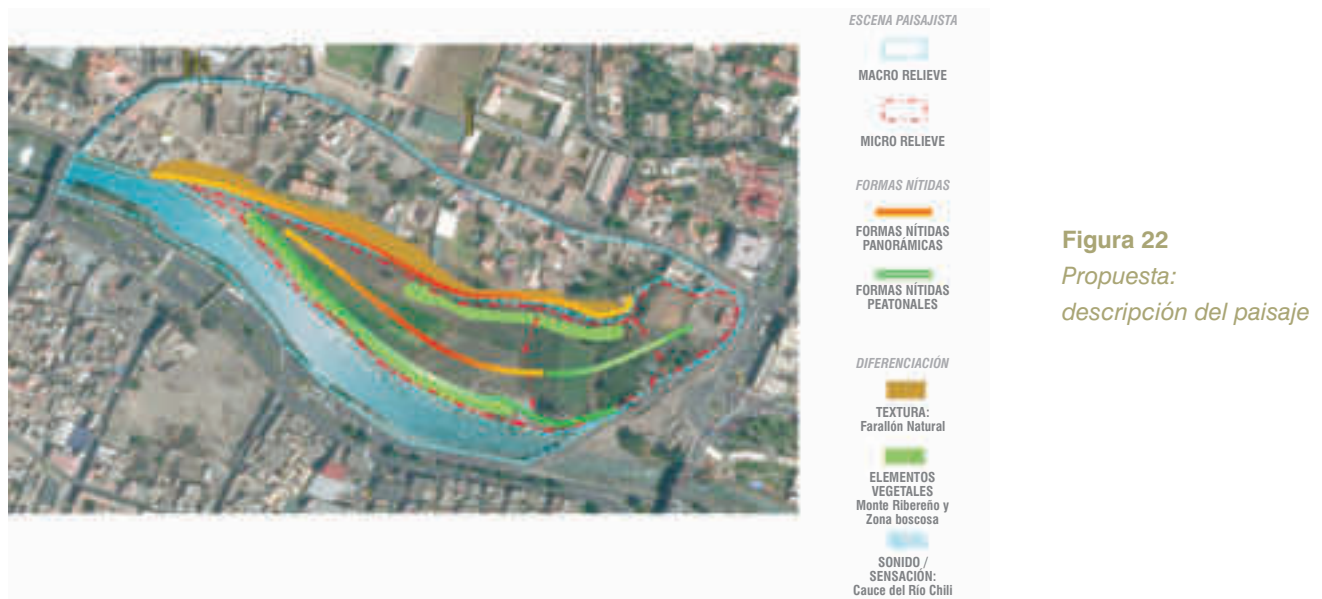 ESCENA PAISAJISTA
MACRO RELIEVE
MICRO RELIEVE
FORMAS NÍTIDAS
FORMAS NÍTIDAS
PANORÁMICAS
FORMAS NÍTIDAS
PEATONALES
DIFERENCIACIÓN
TEXTURA:
Farallón Natural
ELEMENTOS
VEGETALES
Monte Ribereño y
Zona boscosa
SONIDO /
SENSACIÓN:
Cauce del Río Chili
Figura 22
Propuesta:
descripción del paisaje